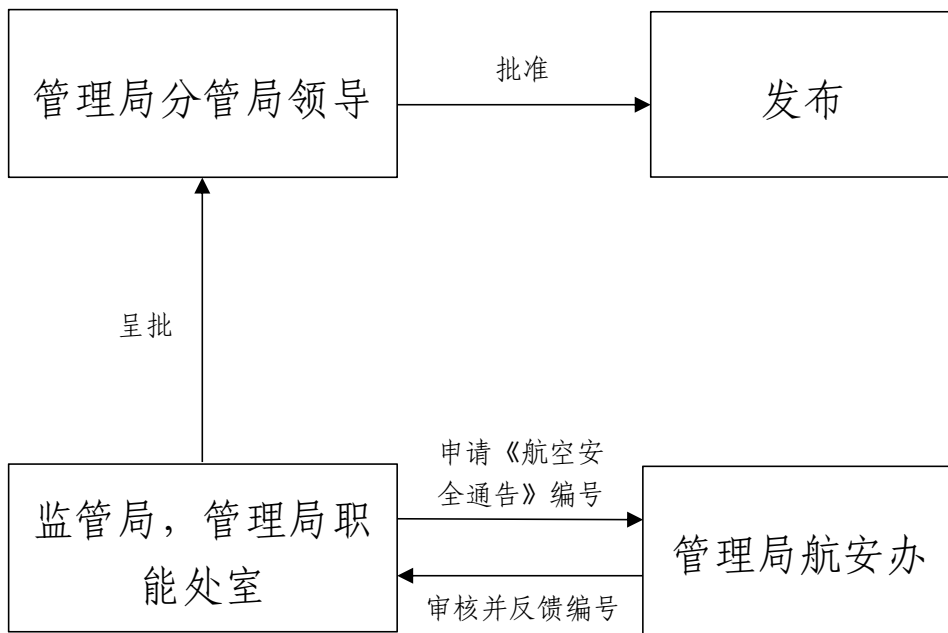 管理局分管局领导
批准
发布
呈批
申请《航空安
全通告》编号
监管局，管理局职
能处室
管理局航安办
审核并反馈编号